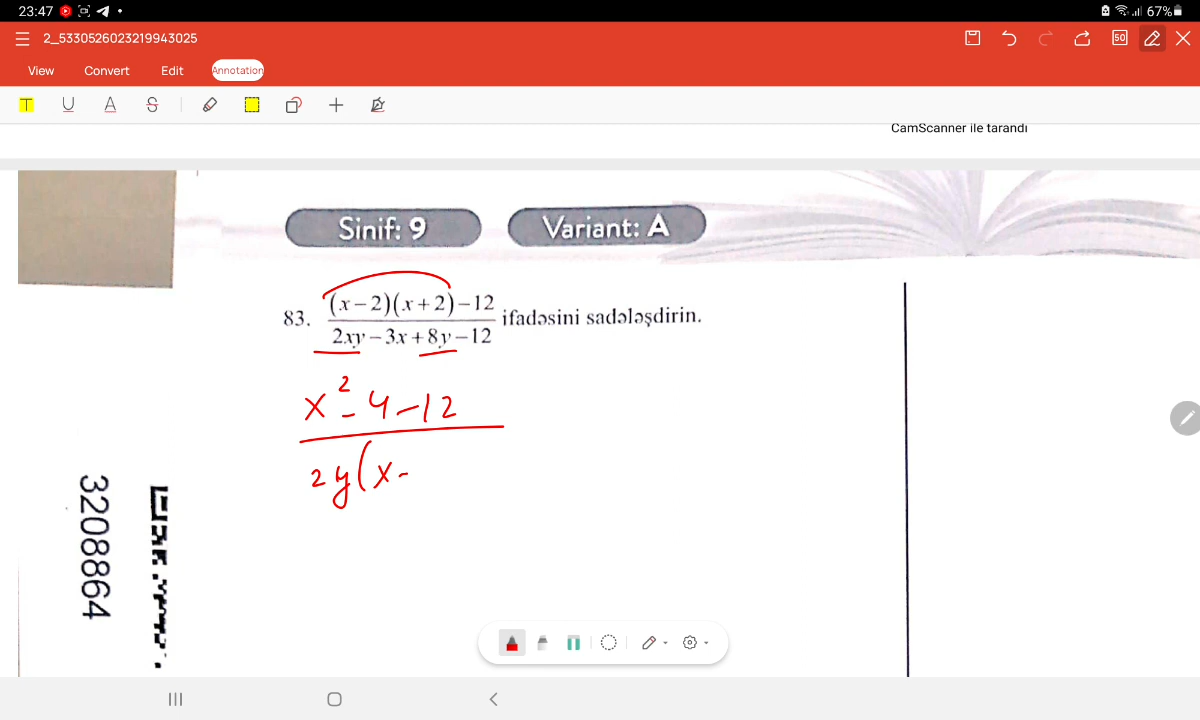 23:47 67%
2_5330526023219943025
50
View Convert Edit Annotation
T U A S
CamScanner ile tarandı
Sinif: 9 Variant: A
83. (x−2)(x+2)−12 / 2xy−3x+8y−12 ifadəsini sadələşdirin.
x²-4-12
2y(x-
3208864